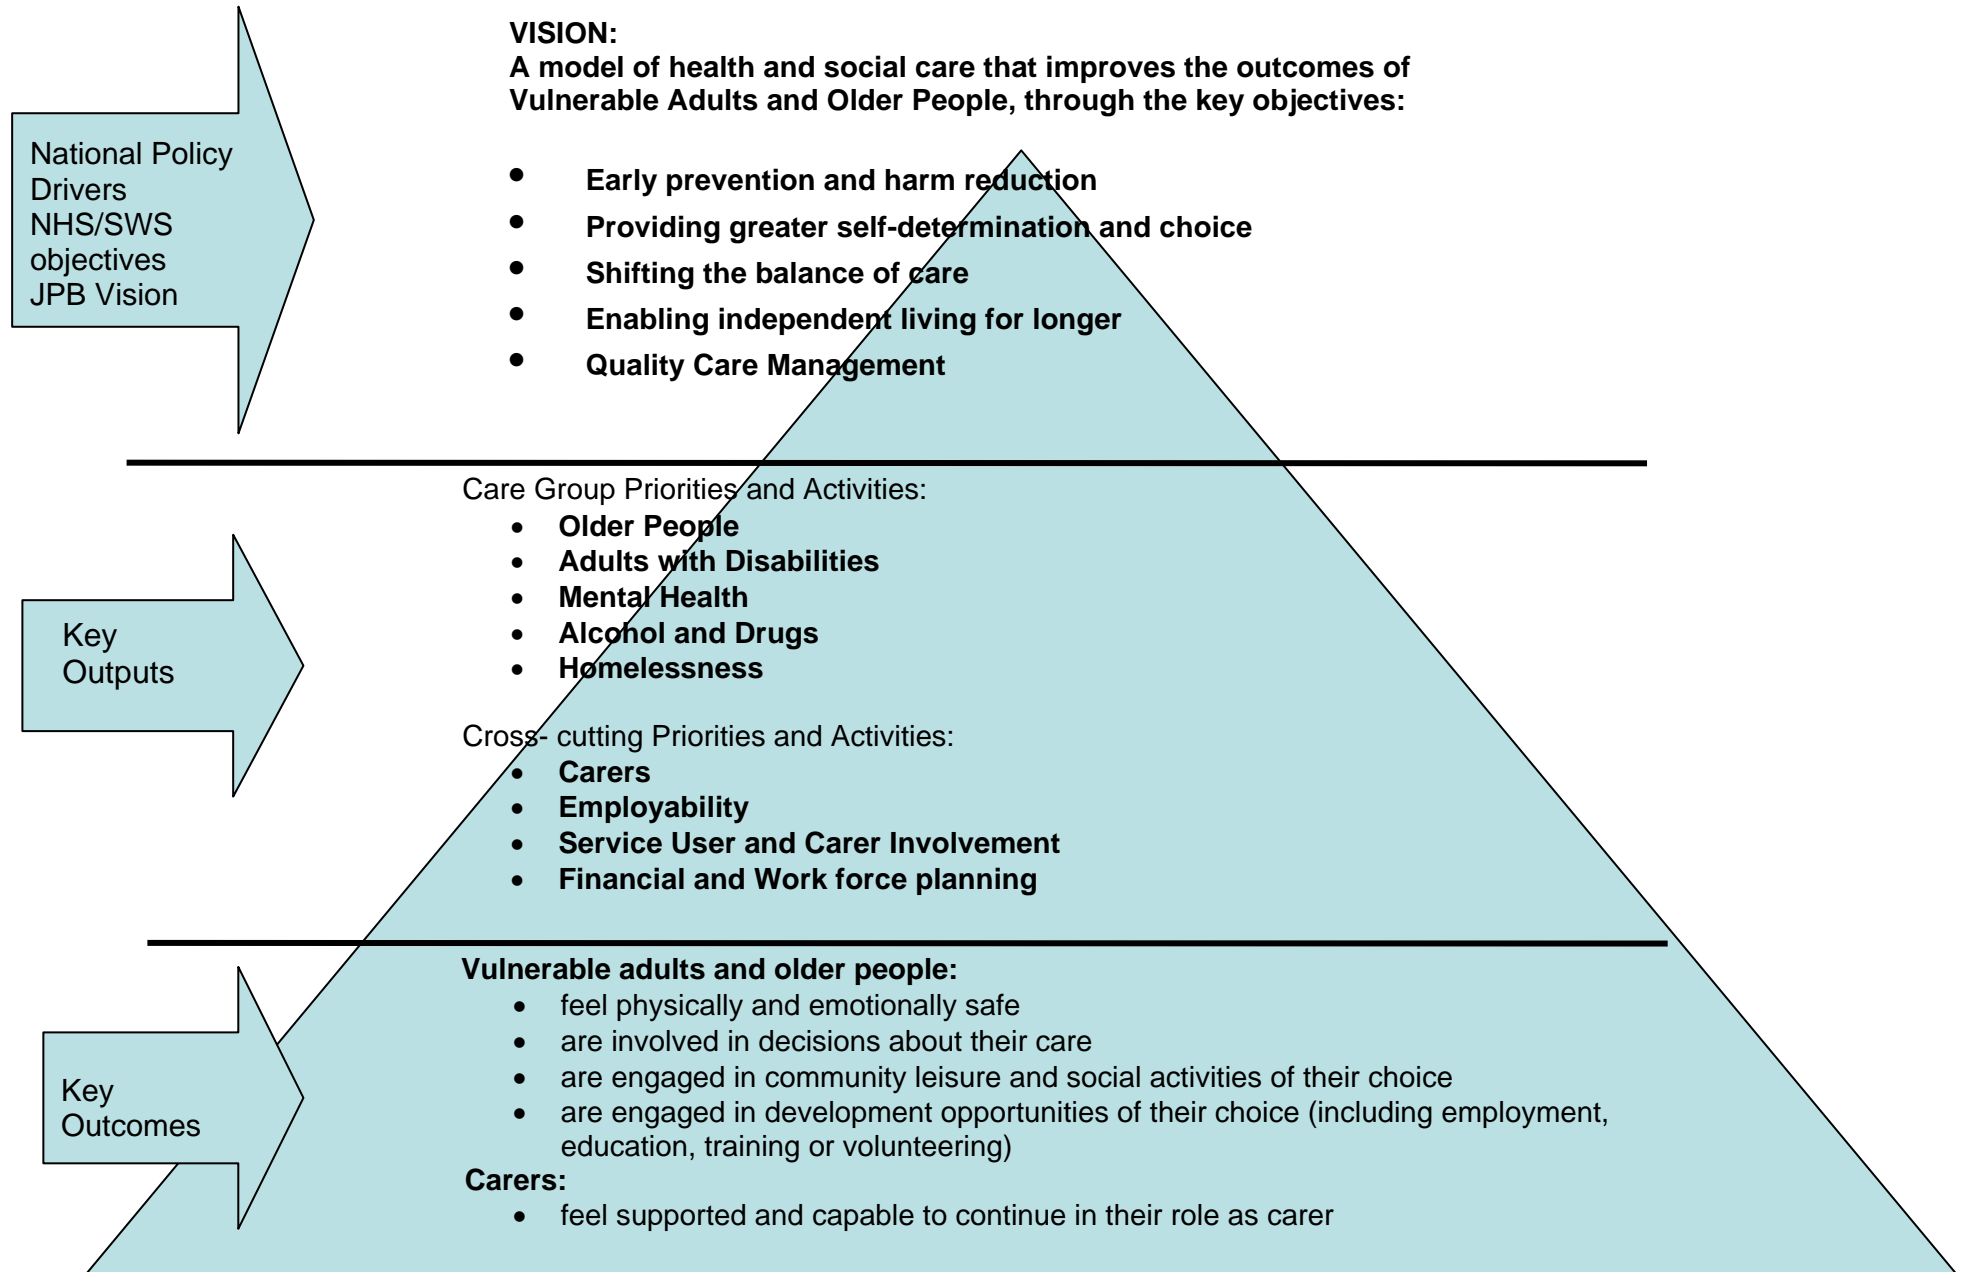 VISION:
A model of health and social care that improves the outcomes of
Vulnerable Adults and Older People, through the key objectives:
National Policy
Drivers
NHS/SWS
objectives
JPB Vision
• Early prevention and harm reduction
• Providing greater self-determination and choice
• Shifting the balance of care
• Enabling independent living for longer
• Quality Care Management
Care Group Priorities and Activities:
• Older People
• Adults with Disabilities
• Mental Health
• Alcohol and Drugs
• Homelessness
Key
Outputs
Cross- cutting Priorities and Activities:
• Carers
• Employability
• Service User and Carer Involvement
• Financial and Work force planning
Vulnerable adults and older people:
• feel physically and emotionally safe
• are involved in decisions about their care
• are engaged in community leisure and social activities of their choice
• are engaged in development opportunities of their choice (including employment,
education, training or volunteering)
Key
Outcomes
Carers:
• feel supported and capable to continue in their role as carer